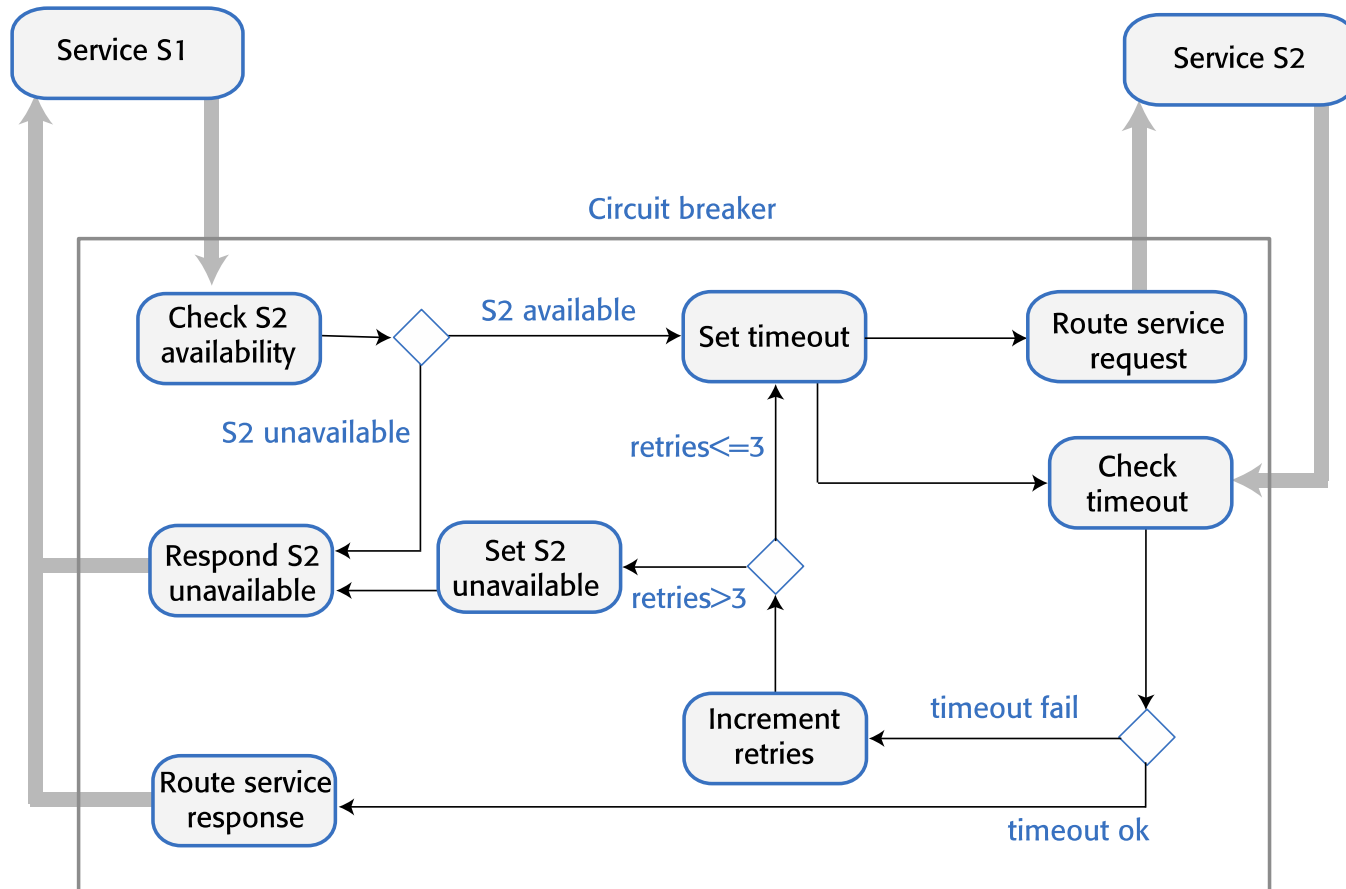 Service S1
Service S2
Circuit breaker
Check S2
availability
S2 available
Set timeout
Route service
request
S2 unavailable
retries<=3
Check
timeout
Respond S2
unavailable
Set S2
unavailable
retries>3
Increment
retries
timeout fail
Route service
response
timeout ok